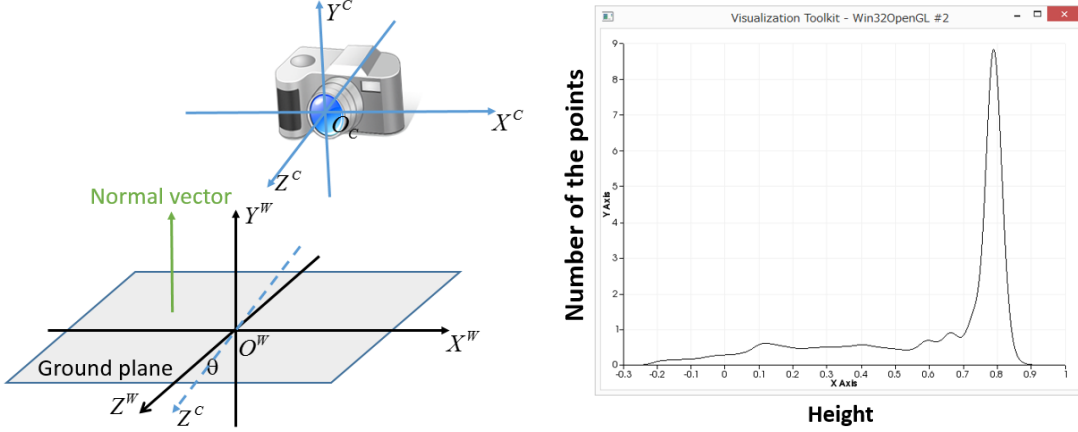 Y^C
X^C
O_C
Z^C
Normal vector
Y^W
X^W
O^W
Ground plane
θ
Z^W
Z^C
Visualization Toolkit - Win32OpenGL #2
Number of the points
Y Axis
9
8
7
6
5
4
3
2
1
0
-0.3 -0.2 -0.1 0 0.1 0.2 0.3 0.4 0.5 0.6 0.7 0.8 0.9 1
X Axis
Height